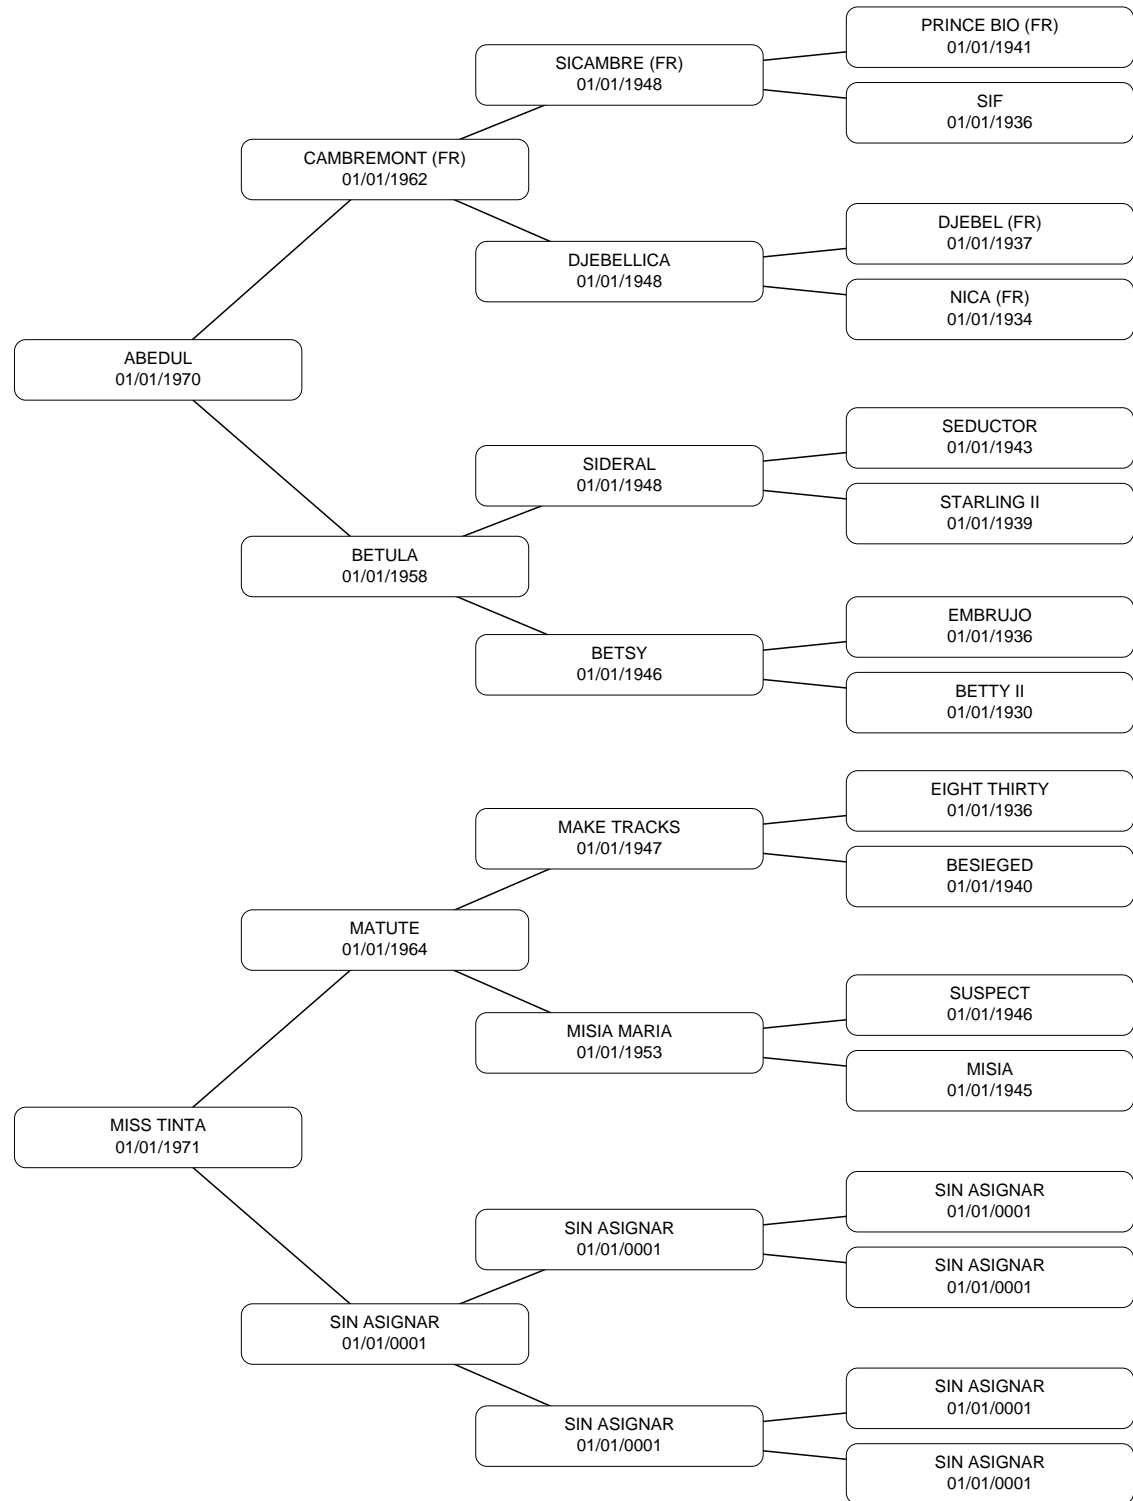 PRINCE BIO (FR)
01/01/1941
SICAMBRE (FR)
01/01/1948
SIF
01/01/1936
CAMBREMONT (FR)
01/01/1962
DJEBEL (FR)
01/01/1937
DJEBELLICA
01/01/1948
NICA (FR)
01/01/1934
ABEDUL
01/01/1970
SEDUCTOR
01/01/1943
SIDERAL
01/01/1948
STARLING II
01/01/1939
BETULA
01/01/1958
EMBRUJO
01/01/1936
BETSY
01/01/1946
BETTY II
01/01/1930
EIGHT THIRTY
01/01/1936
MAKE TRACKS
01/01/1947
BESIEGED
01/01/1940
MATUTE
01/01/1964
SUSPECT
01/01/1946
MISIA MARIA
01/01/1953
MISIA
01/01/1945
MISS TINTA
01/01/1971
SIN ASIGNAR
01/01/0001
SIN ASIGNAR
01/01/0001
SIN ASIGNAR
01/01/0001
SIN ASIGNAR
01/01/0001
SIN ASIGNAR
01/01/0001
SIN ASIGNAR
01/01/0001
SIN ASIGNAR
01/01/0001